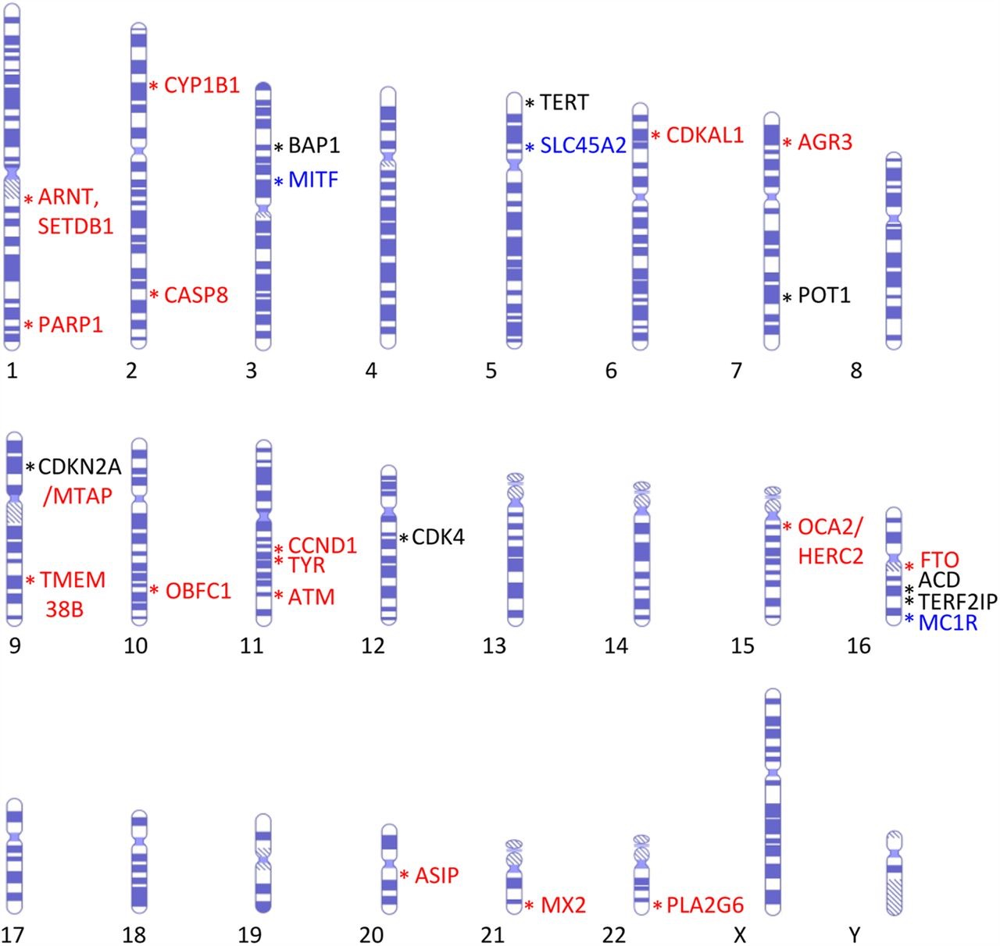 * CYP1B1
* TERT
* BAP1
* SLC45A2
* CDKAL1
* AGR3
* MITF
* ARNT,
SETDB1
* CASP8
* POT1
* PARP1
1 2 3 4 5 6 7 8
*CDKN2A
/MTAP
* CDK4
* OCA2/
HERC2
* CCND1
* TYR
* FTO
* ACD
* TERF2IP
* MC1R
* TMEM
38B
* OBFC1
* ATM
9 10 11 12 13 14 15 16
* ASIP
* MX2
* PLA2G6
17 18 19 20 21 22 X Y